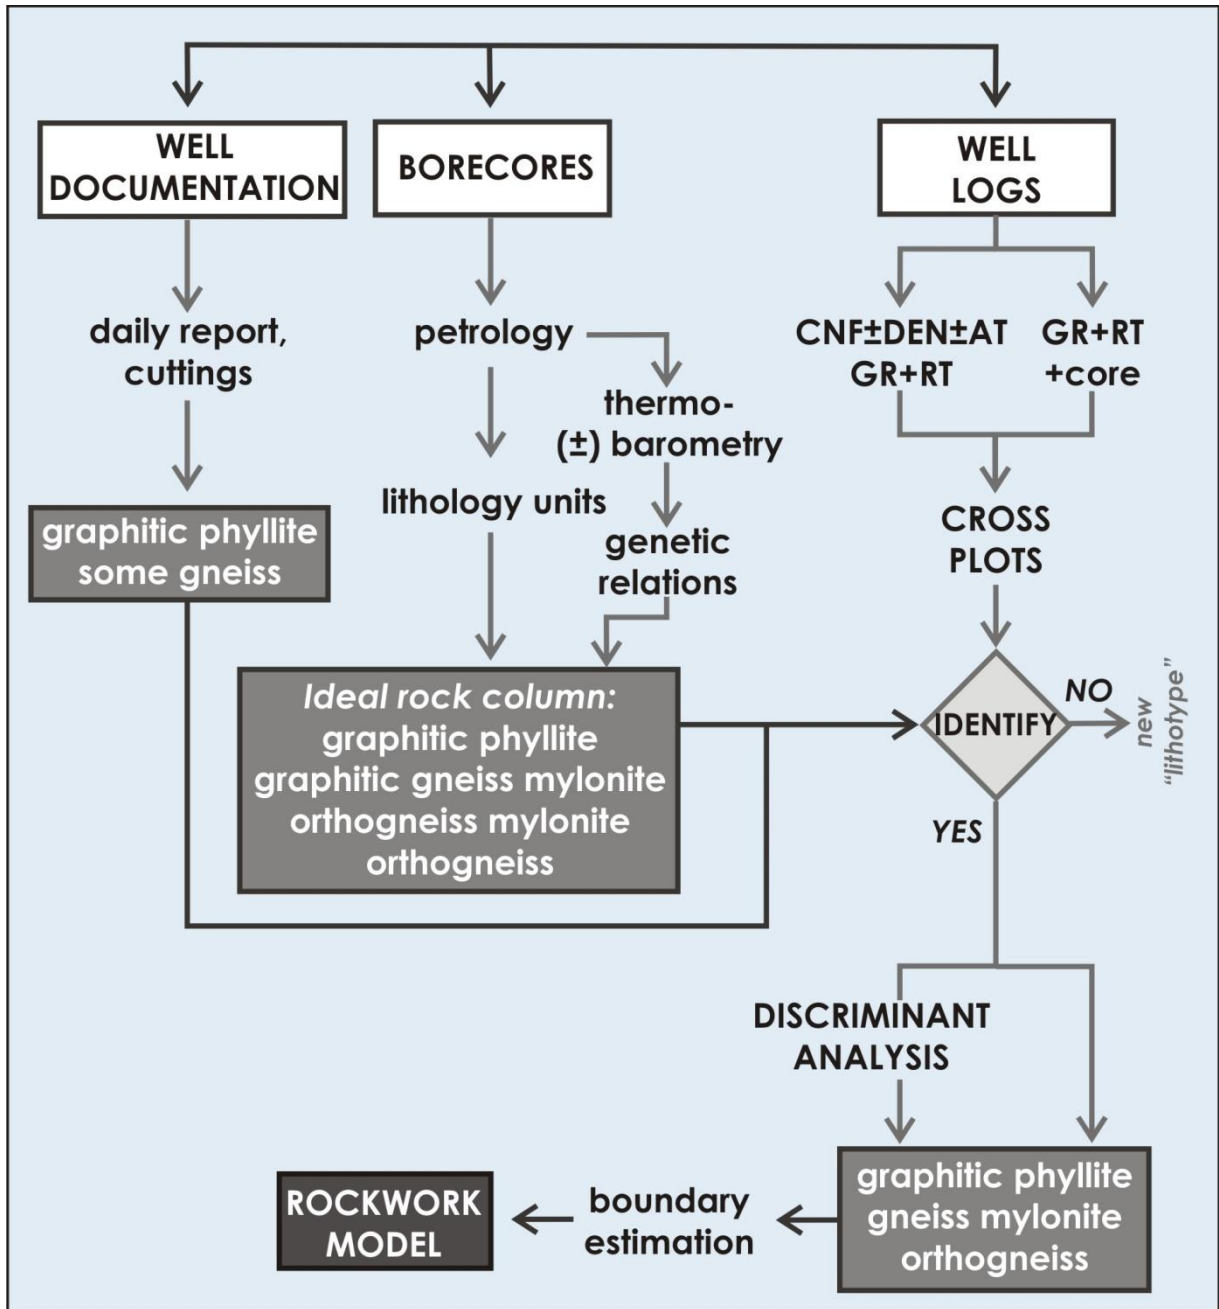 WELL
DOCUMENTATION
BORECORES
WELL
LOGS
daily report,
cuttings
petrology
CNF±DEN±AT
GR+RT
GR+RT
+core
thermo-
(±) barometry
lithology units
genetic
relations
graphitic phyllite
some gneiss
CROSS
PLOTS
Ideal rock column:
graphitic phyllite
graphitic gneiss mylonite
orthogneiss mylonite
orthogneiss
IDENTIFY
NO
new
"lithotype"
YES
DISCRIMINANT
ANALYSIS
graphitic phyllite
gneiss mylonite
orthogneiss
boundary
estimation
ROCKWORK
MODEL